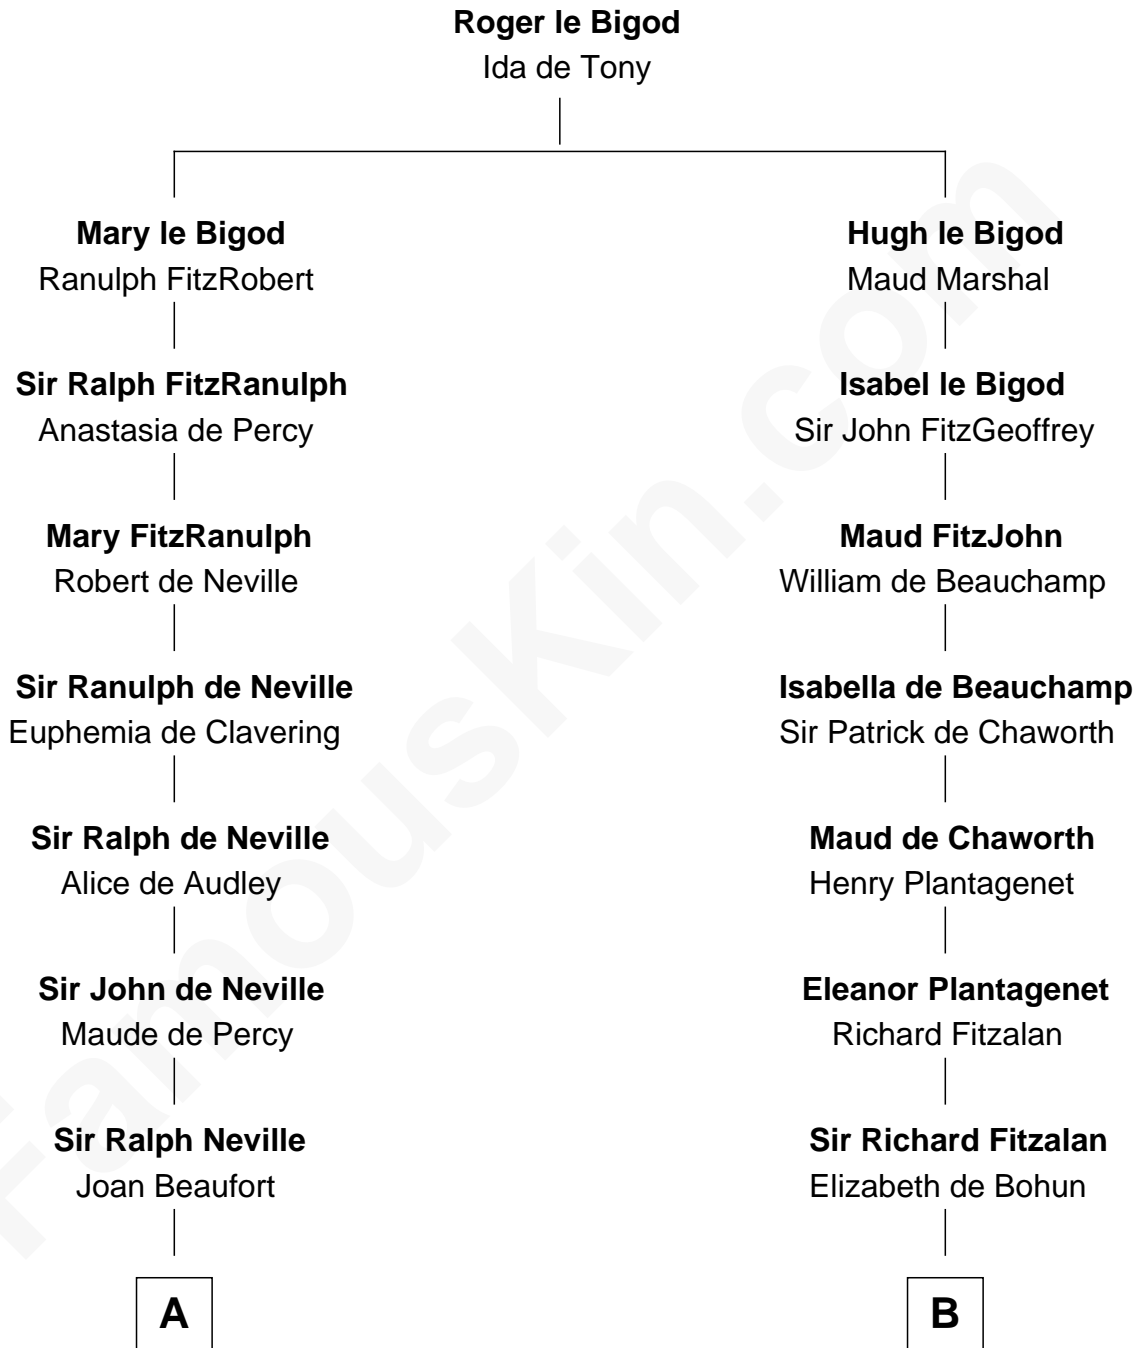 Roger le Bigod
Ida de Tony
Mary le Bigod
Ranulph FitzRobert
Hugh le Bigod
Maud Marshal
Sir Ralph FitzRanulph
Anastasia de Percy
Isabel le Bigod
Sir John FitzGeoffrey
Mary FitzRanulph
Robert de Neville
Maud FitzJohn
William de Beauchamp
Sir Ranulph de Neville
Euphemia de Clavering
Isabella de Beauchamp
Sir Patrick de Chaworth
Sir Ralph de Neville
Alice de Audley
Maud de Chaworth
Henry Plantagenet
Sir John de Neville
Maude de Percy
Eleanor Plantagenet
Richard Fitzalan
Sir Ralph Neville
Joan Beaufort
Sir Richard Fitzalan
Elizabeth de Bohun
A
B
FamousKin.com